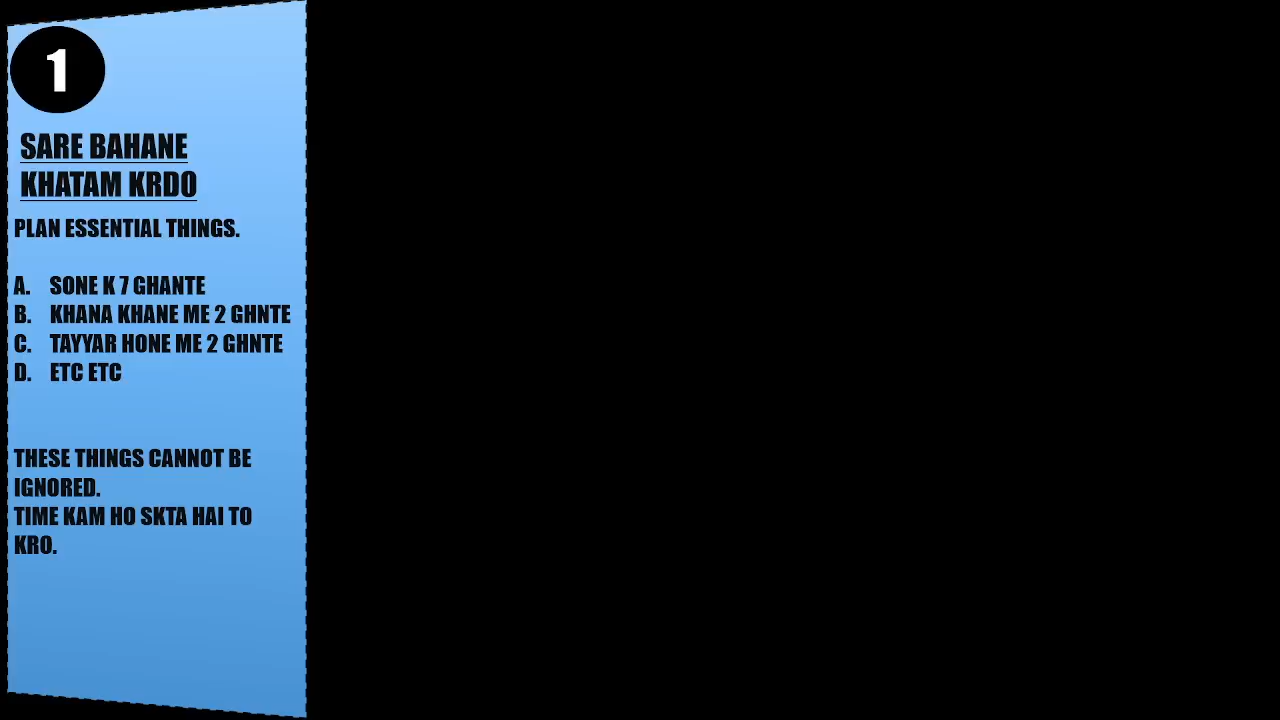 1
SARE BAHANE
KHATAM KRDO
PLAN ESSENTIAL THINGS.
A. SONE K 7 GHANTE
B. KHANA KHANE ME 2 GHNTE
C. TAYYAR HONE ME 2 GHNTE
D. ETC ETC
THESE THINGS CANNOT BE
IGNORED.
TIME KAM HO SKTA HAI TO
KRO.